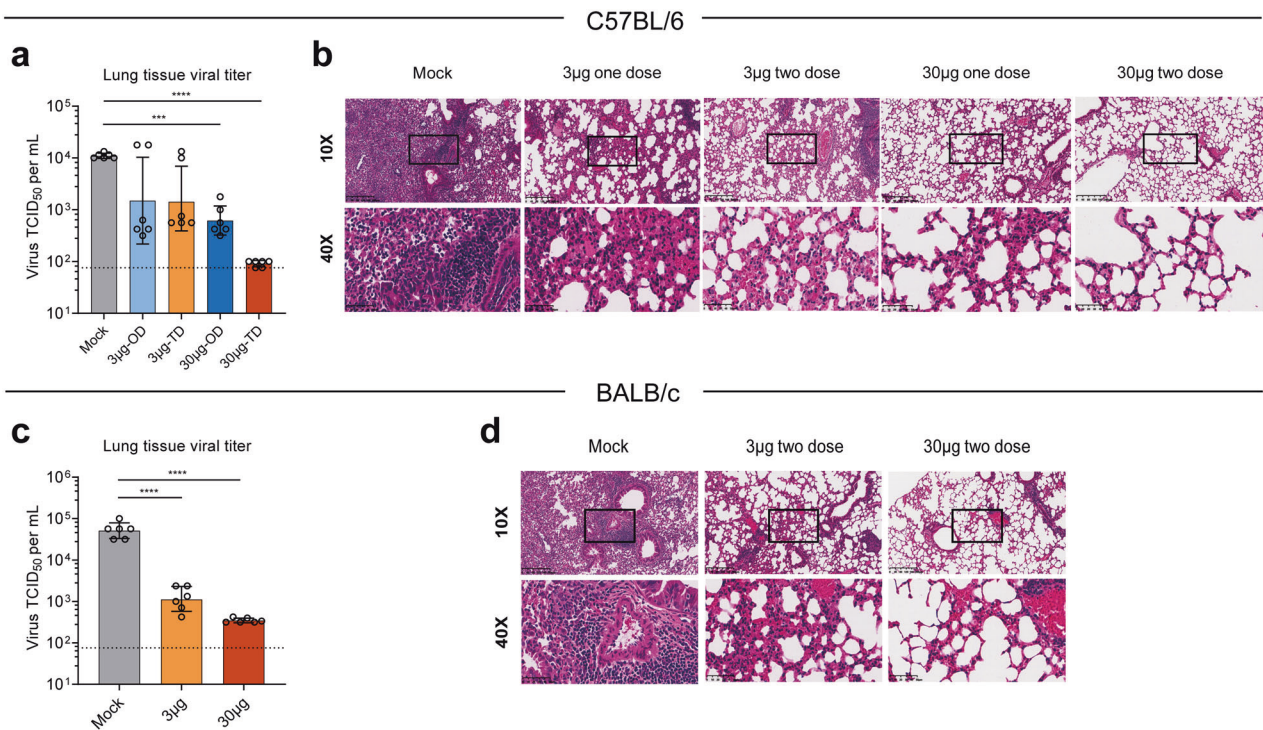 C57BL/6
a
Lung tissue viral titer
****
***
Virus TCID50 per mL
10^5
10^4
10^3
10^2
10^1
Mock
3µg-OD
3µg-TD
30µg-OD
30µg-TD
b
Mock
3µg one dose
3µg two dose
30µg one dose
30µg two dose
10X
40X
BALB/c
c
Lung tissue viral titer
****
****
Virus TCID50 per mL
10^6
10^5
10^4
10^3
10^2
10^1
Mock
3µg
30µg
d
Mock
3µg two dose
30µg two dose
10X
40X